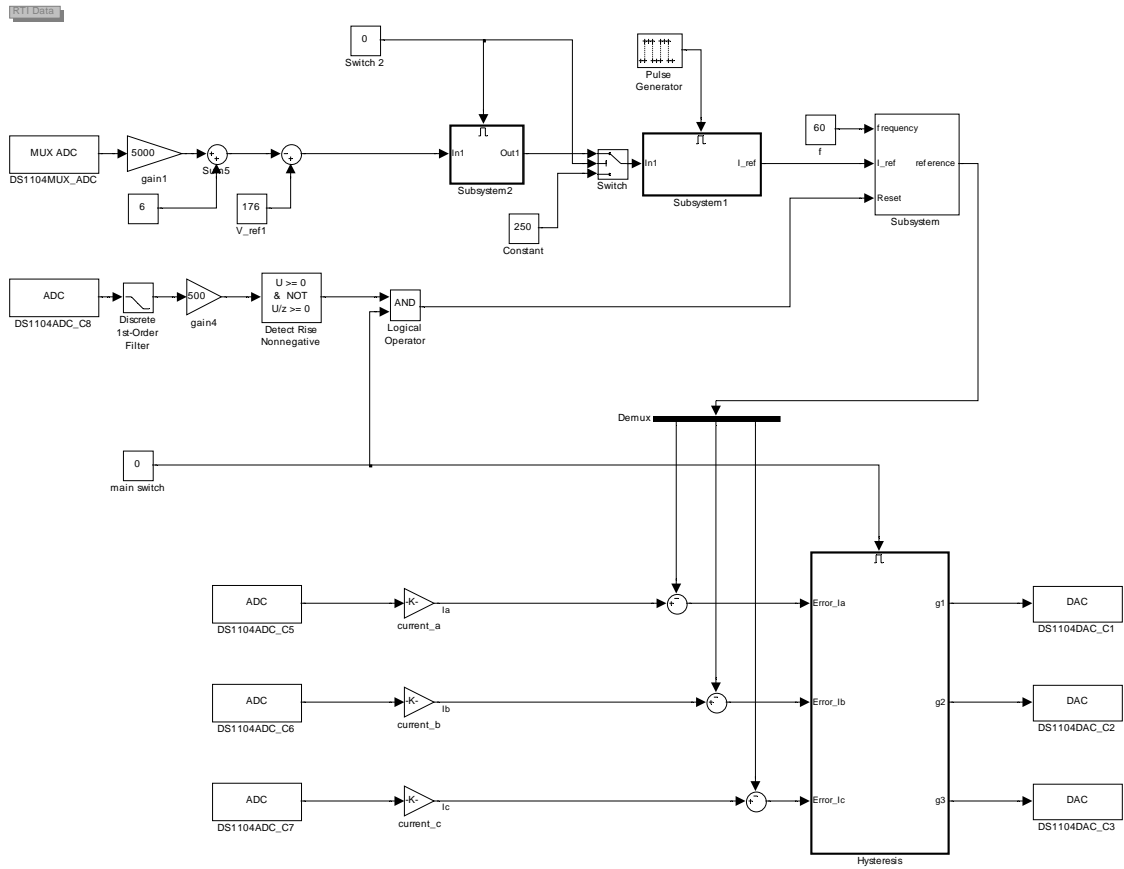 RTI Data
0
Switch 2
Pulse
Generator
MUX ADC
DS1104MUX_ADC
5000
gain1
Sum5
6
176
V_ref1
In1
Out1
Subsystem2
Switch
250
Constant
In1
I_ref
Subsystem1
60
f
frequency
I_ref
Reset
reference
Subsystem
ADC
DS1104ADC_C8
Discrete
1st-Order
Filter
500
gain4
U >= 0
& NOT
U/z >= 0
Detect Rise
Nonnegative
AND
Logical
Operator
Demux
0
main switch
ADC
DS1104ADC_C5
-K-
current_a
Ia
Error_Ia
g1
DAC
DS1104DAC_C1
ADC
DS1104ADC_C6
-K-
current_b
Ib
Error_Ib
g2
DAC
DS1104DAC_C2
ADC
DS1104ADC_C7
-K-
current_c
Ic
Error_Ic
g3
DAC
DS1104DAC_C3
Hysteresis